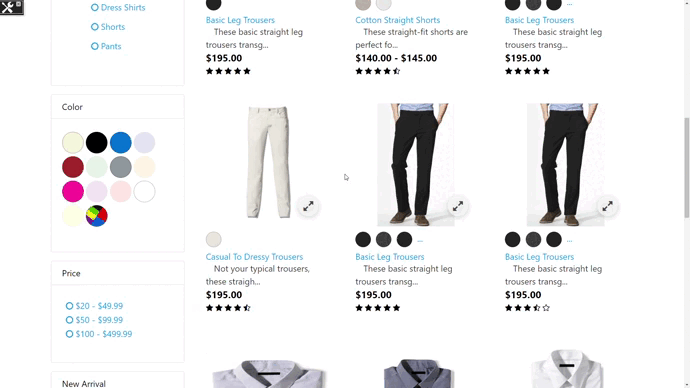 Dress Shirts
Shorts
Pants
Color
Price
$20 - $49.99
$50 - $99.99
$100 - $499.99
New Arrival
...
Basic Leg Trousers
These basic straight leg
trousers transg...
$195.00
Cotton Straight Shorts
These straight-fit shorts are
perfect fo...
$140.00 - $145.00
Basic Leg Trousers
These basic straight leg
trousers transg...
$195.00
Casual To Dressy Trousers
Not your typical trousers,
these straigh...
$195.00
...
Basic Leg Trousers
These basic straight leg
trousers transg...
$195.00
...
Basic Leg Trousers
These basic straight leg
trousers transg...
$195.00